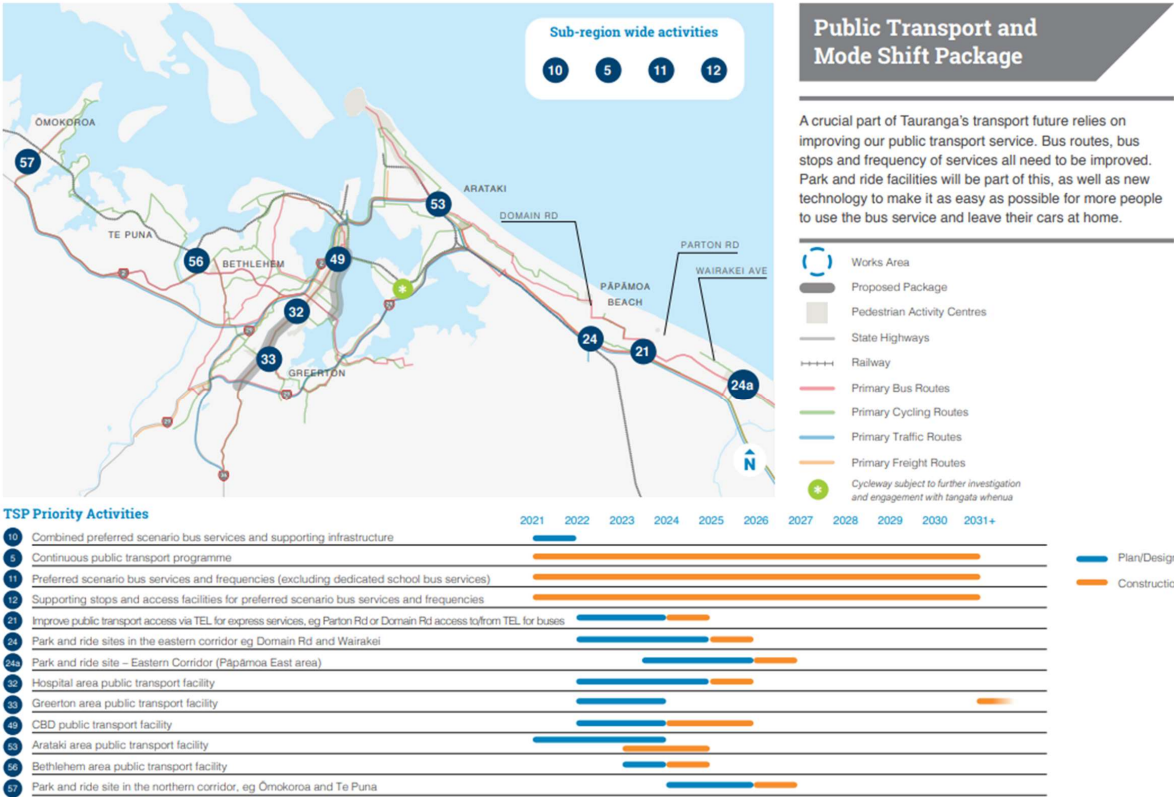 Sub-region wide activities
10 5 11 12
ŌMOKOROA
57
ARATAKI
53
DOMAIN RD
TE PUNA
56
BETHLEHEM
49
PARTON RD
WAIRAKEI AVE
PĀPĀMOA
BEACH
32
24
21
33
GREERTON
24a
N
Public Transport and
Mode Shift Package
A crucial part of Tauranga's transport future relies on
improving our public transport service. Bus routes, bus
stops and frequency of services all need to be improved.
Park and ride facilities will be part of this, as well as new
technology to make it as easy as possible for more people
to use the bus service and leave their cars at home.
Works Area
Proposed Package
Pedestrian Activity Centres
State Highways
Railway
Primary Bus Routes
Primary Cycling Routes
Primary Traffic Routes
Primary Freight Routes
Cycleway subject to further investigation
and engagement with tangata whenua
TSP Priority Activities
2021 2022 2023 2024 2025 2026 2027 2028 2029 2030 2031+
10 Combined preferred scenario bus services and supporting infrastructure
5 Continuous public transport programme
11 Preferred scenario bus services and frequencies (excluding dedicated school bus services)
12 Supporting stops and access facilities for preferred scenario bus services and frequencies
21 Improve public transport access via TEL for express services, eg Parton Rd or Domain Rd access to/from TEL for buses
24 Park and ride sites in the eastern corridor eg Domain Rd and Wairakei
24a Park and ride site – Eastern Corridor (Pāpāmoa East area)
32 Hospital area public transport facility
33 Greerton area public transport facility
49 CBD public transport facility
53 Arataki area public transport facility
56 Bethlehem area public transport facility
57 Park and ride site in the northern corridor, eg Ōmokoroa and Te Puna
Plan/Design
Constructio